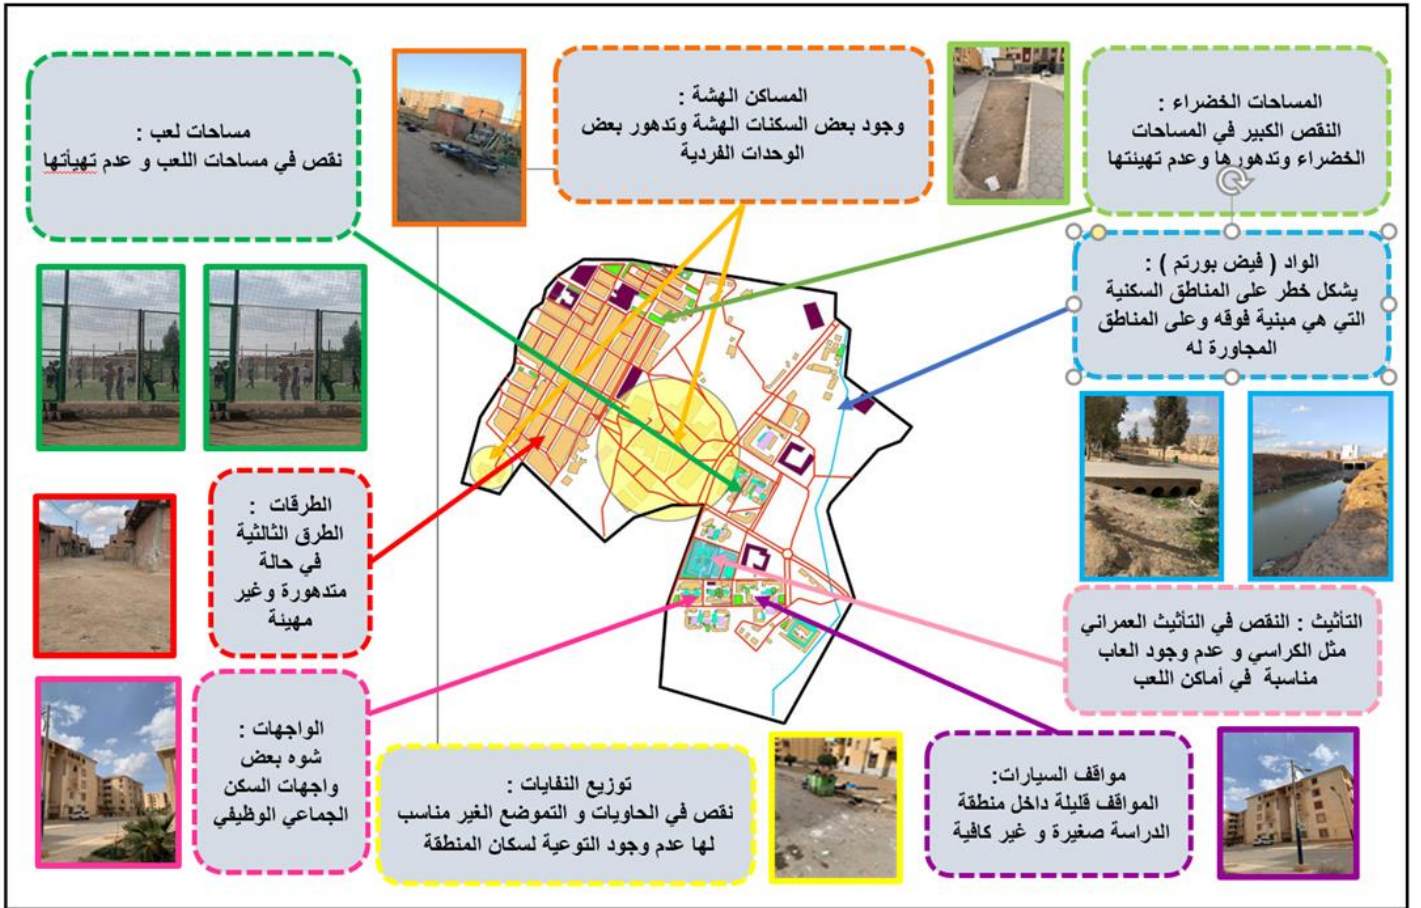 المساحات الخضراء :
النقص الكبير في المساحات
الخضراء وتدهورها وعدم تهيئتها
المساكن الهشة :
وجود بعض السكنات الهشة وتدهور بعض
الوحدات الفردية
مساحات لعب :
نقص في مساحات اللعب و عدم تهيأتها
الواد ( فيض بورتم ) :
يشكل خطر على المناطق السكنية
التي هي مبنية فوقه وعلى المناطق
المجاورة له
الطرقات :
الطرق الثالثية
في حالة
متدهورة وغير
مهيئة
التأثيث : النقص في التأثيث العمراني
مثل الكراسي و عدم وجود العاب
مناسبة في أماكن اللعب
الواجهات :
شوه بعض
واجهات السكن
الجماعي الوظيفي
مواقف السيارات:
المواقف قليلة داخل منطقة
الدراسة صغيرة و غير كافية
توزيع النفايات :
نقص في الحاويات و التموضع الغير مناسب
لها عدم وجود التوعية لسكان المنطقة